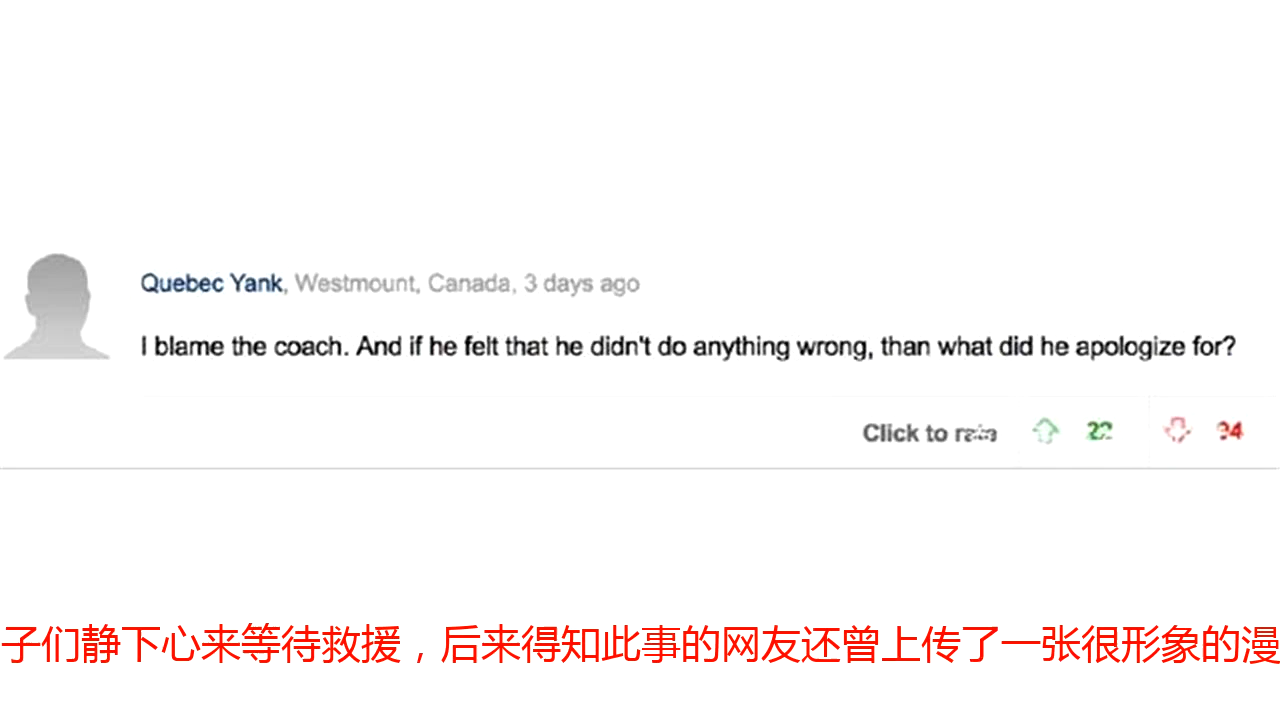 Quebec Yank, Westmount, Canada, 3 days ago
I blame the coach. And if he felt that he didn't do anything wrong, than what did he apologize for?
Click to rate 22 94
子们静下心来等待救援，后来得知此事的网友还曾上传了一张很形象的漫